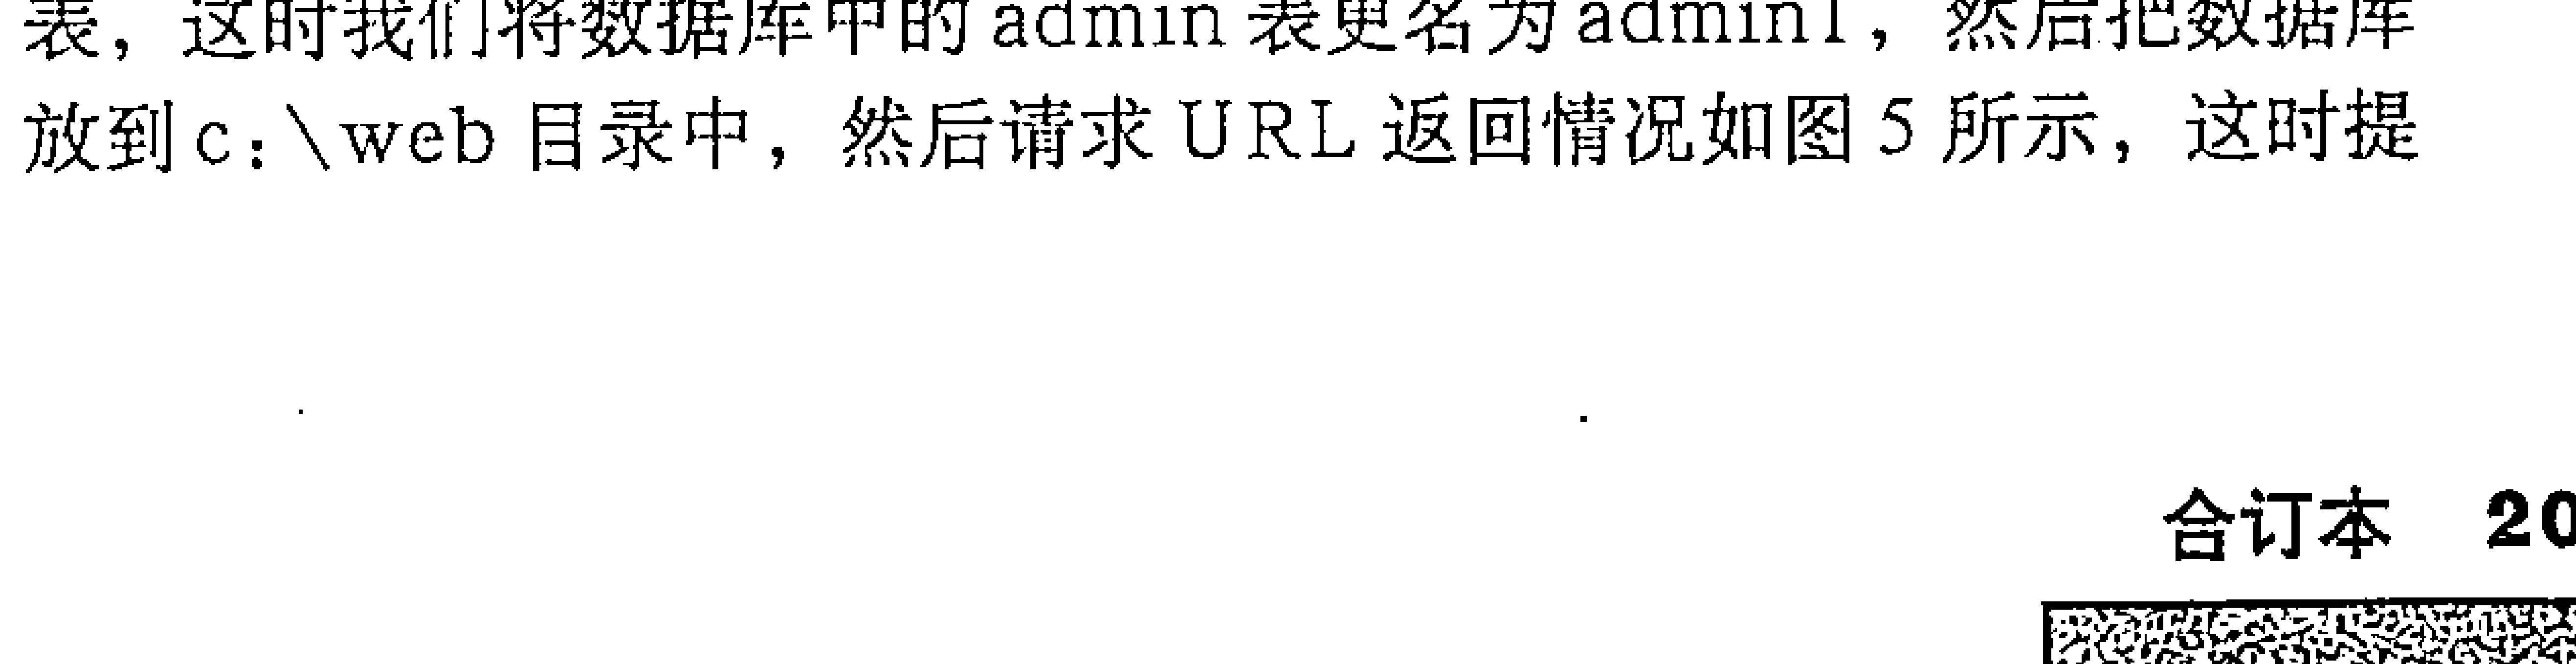 表，这时我们将数据库中的admin表更名为admin1，然后把数据库
放到c:\web目录中，然后请求URL返回情况如图5所示，这时提
合订本 20